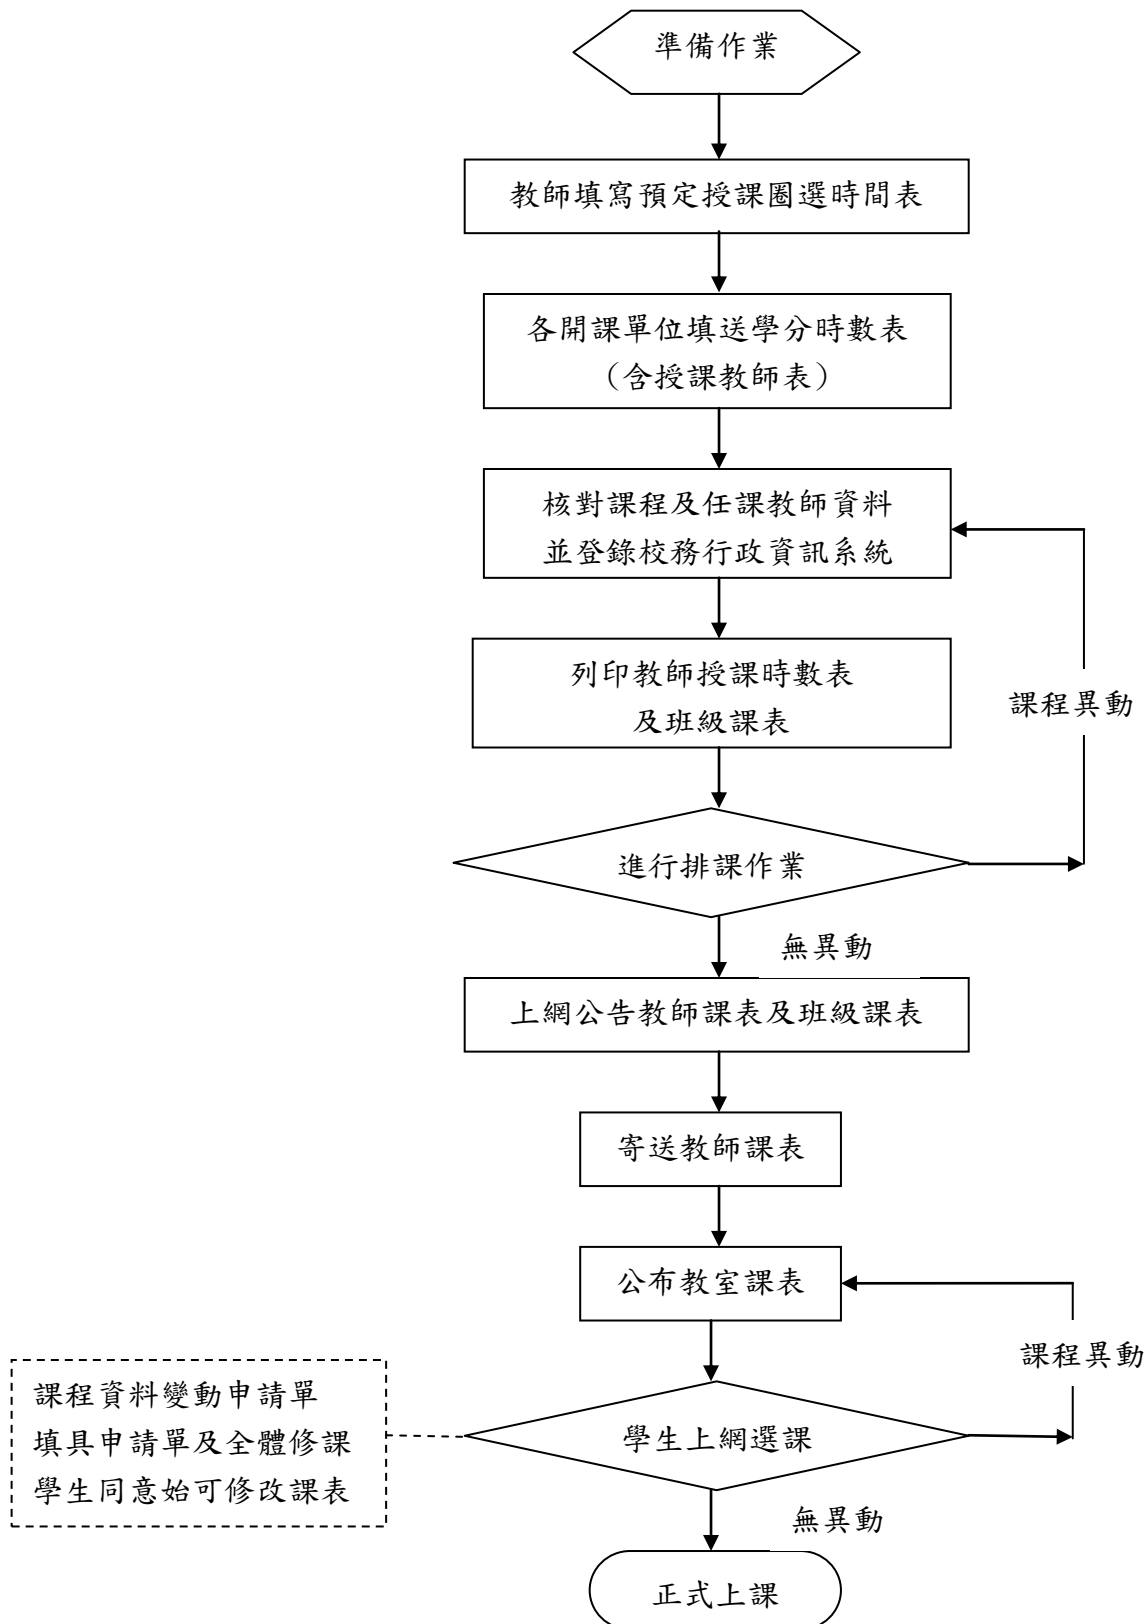 準備作業
教師填寫預定授課圈選時間表
各開課單位填送學分時數表
（含授課教師表）
核對課程及任課教師資料
並登錄校務行政資訊系統
列印教師授課時數表
及班級課表
課程異動
進行排課作業
無異動
上網公告教師課表及班級課表
寄送教師課表
公布教室課表
課程異動
課程資料變動申請單
填具申請單及全體修課
學生同意始可修改課表
學生上網選課
無異動
正式上課